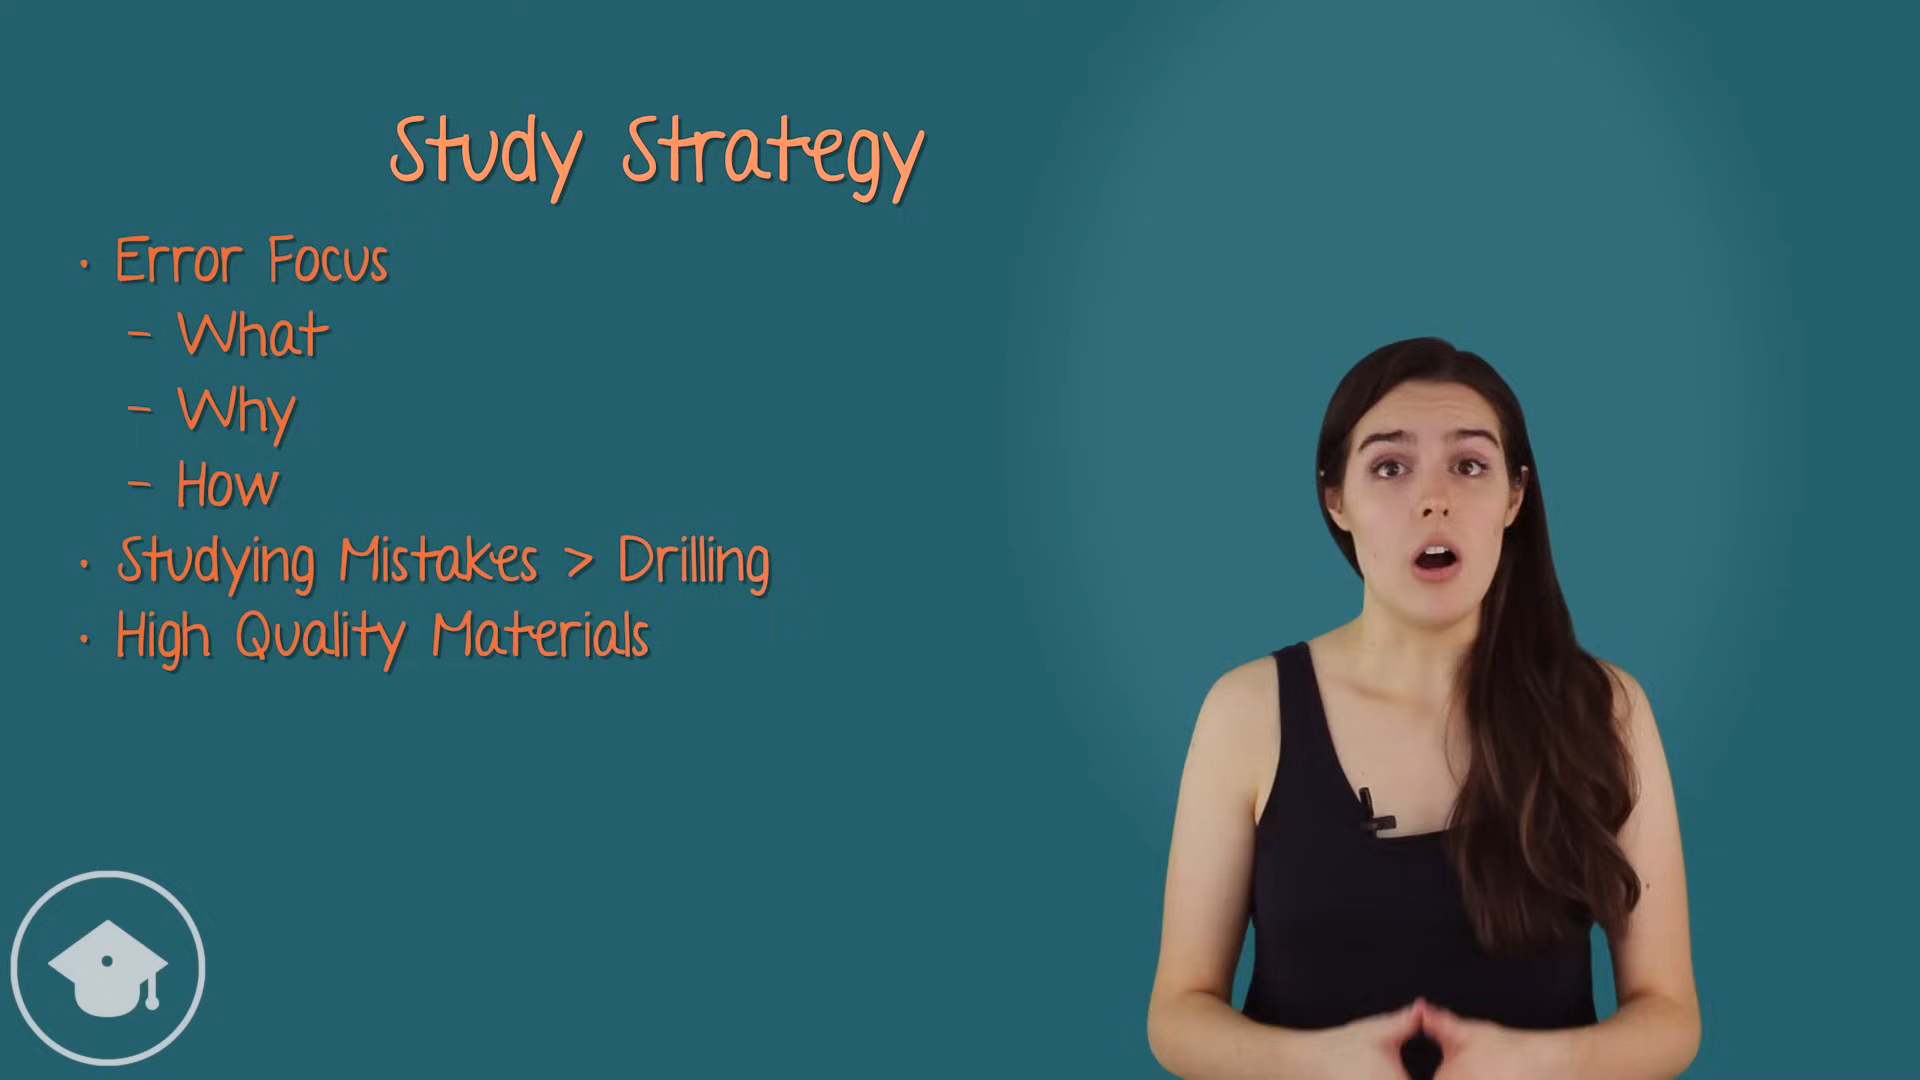 Study Strategy
• Error Focus
– What
– Why
– How
• Studying Mistakes > Drilling
• High Quality Materials